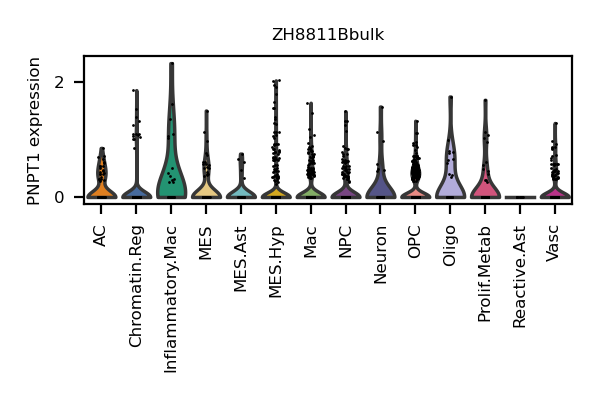 ZH8811Bbulk
PNPT1 expression
2
0
AC
Chromatin.Reg
Inflammatory.Mac
MES
MES.Ast
MES.Hyp
Mac
NPC
Neuron
OPC
Oligo
Prolif.Metab
Reactive.Ast
Vasc